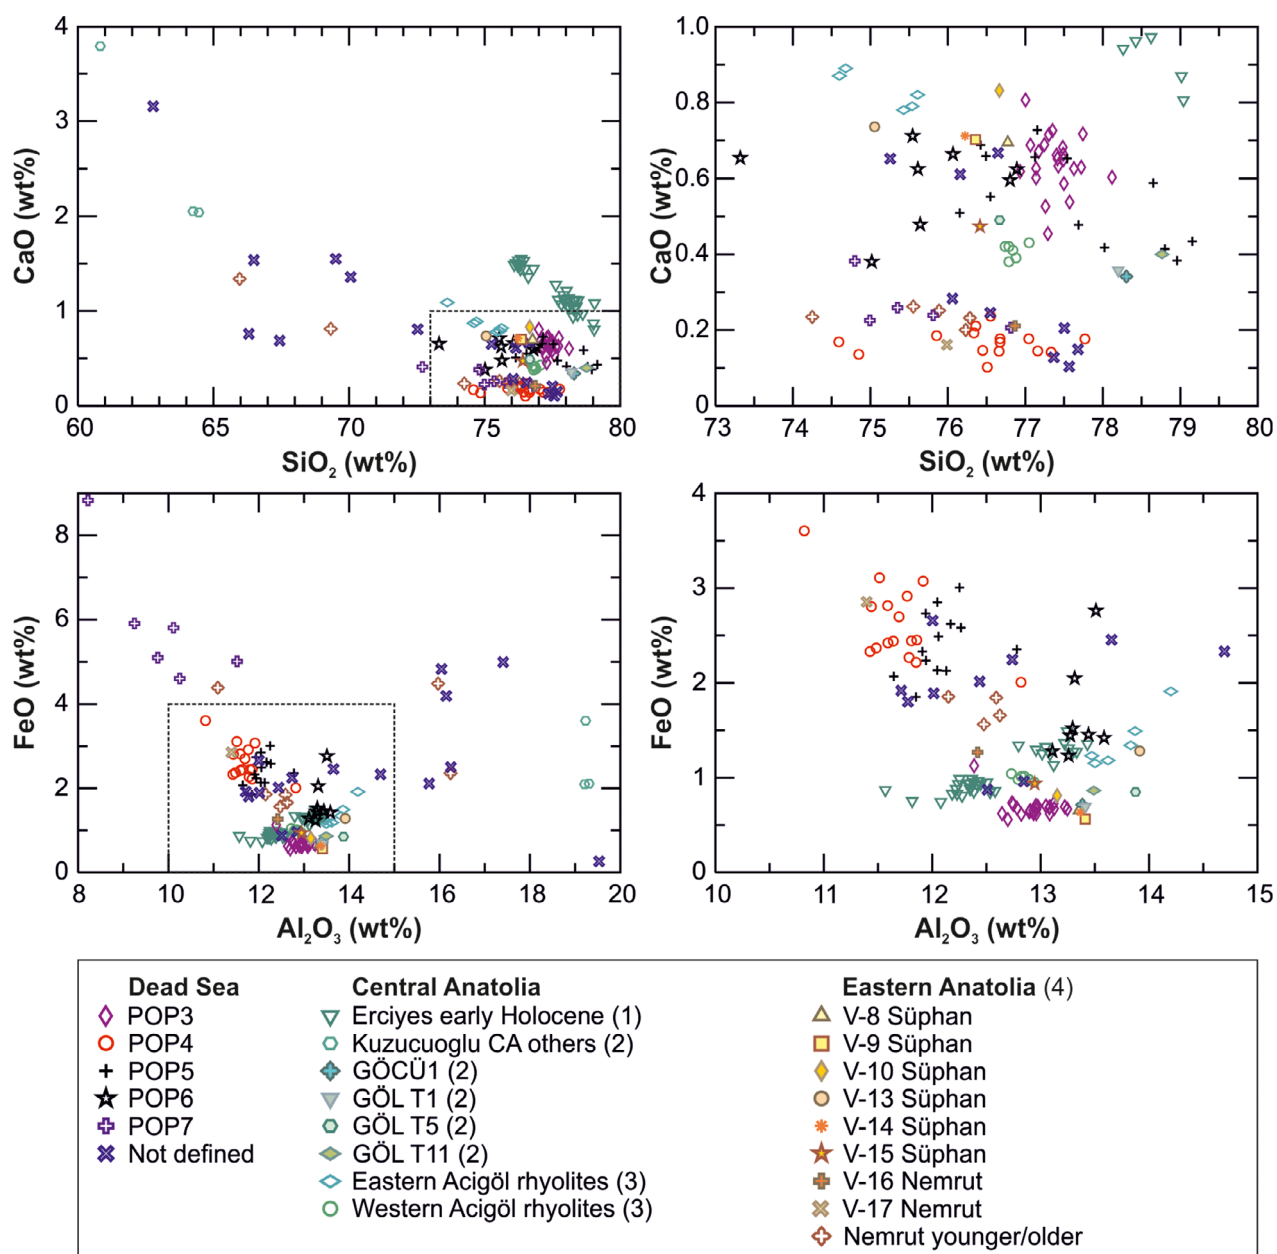 4
3
2
1
0
CaO (wt%)
60
65
70
75
80
SiO₂ (wt%)
1.0
0.8
0.6
0.4
0.2
0
CaO (wt%)
73
74
75
76
77
78
79
80
SiO₂ (wt%)
8
6
4
2
0
FeO (wt%)
8
10
12
14
16
18
20
Al₂O₃ (wt%)
4
3
2
1
0
FeO (wt%)
10
11
12
13
14
15
Al₂O₃ (wt%)
Dead Sea
POP3
POP4
POP5
POP6
POP7
Not defined
Central Anatolia
Erciyes early Holocene (1)
Kuzucuoglu CA others (2)
GÖCÜ1 (2)
GÖL T1 (2)
GÖL T5 (2)
GÖL T11 (2)
Eastern Acigöl rhyolites (3)
Western Acigöl rhyolites (3)
Eastern Anatolia (4)
V-8 Süphan
V-9 Süphan
V-10 Süphan
V-13 Süphan
V-14 Süphan
V-15 Süphan
V-16 Nemrut
V-17 Nemrut
Nemrut younger/older